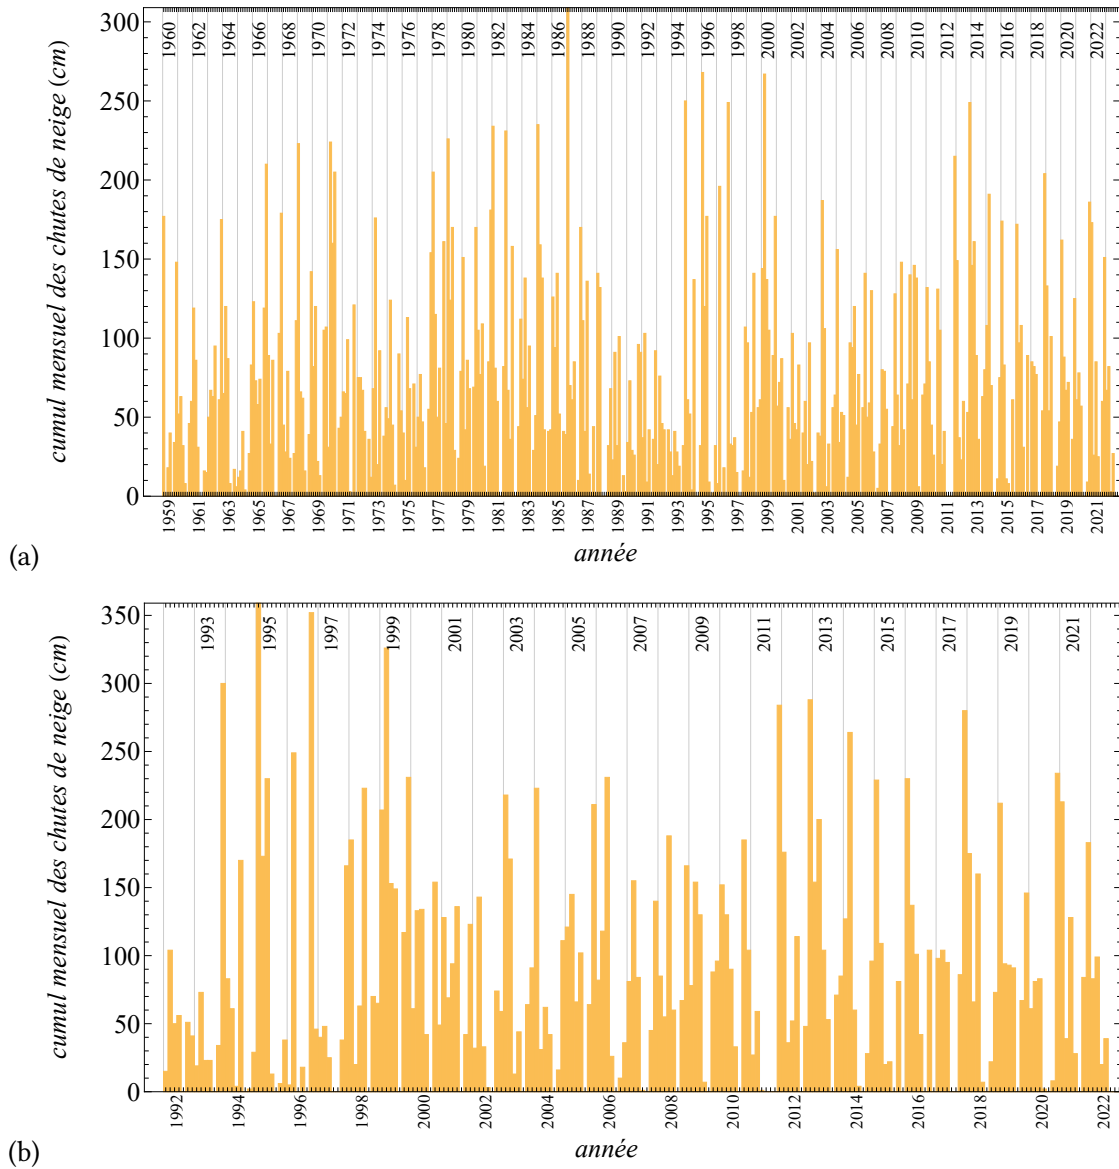 300
250
200
150
100
50
0
cumul mensuel des chutes de neige (cm)
1960 1962 1964 1966 1968 1970 1972 1974 1976 1978 1980 1982 1984 1986 1988 1990 1992 1994 1996 1998 2000 2002 2004 2006 2008 2010 2012 2014 2016 2018 2020 2022
1959 1961 1963 1965 1967 1969 1971 1973 1975 1977 1979 1981 1983 1985 1987 1989 1991 1993 1995 1997 1999 2001 2003 2005 2007 2009 2011 2013 2015 2017 2019 2021
année
(a)
350
300
250
200
150
100
50
0
cumul mensuel des chutes de neige (cm)
1993 1995 1997 1999 2001 2003 2005 2007 2009 2011 2013 2015 2017 2019 2021
1992 1994 1996 1998 2000 2002 2004 2006 2008 2010 2012 2014 2016 2018 2020 2022
année
(b)